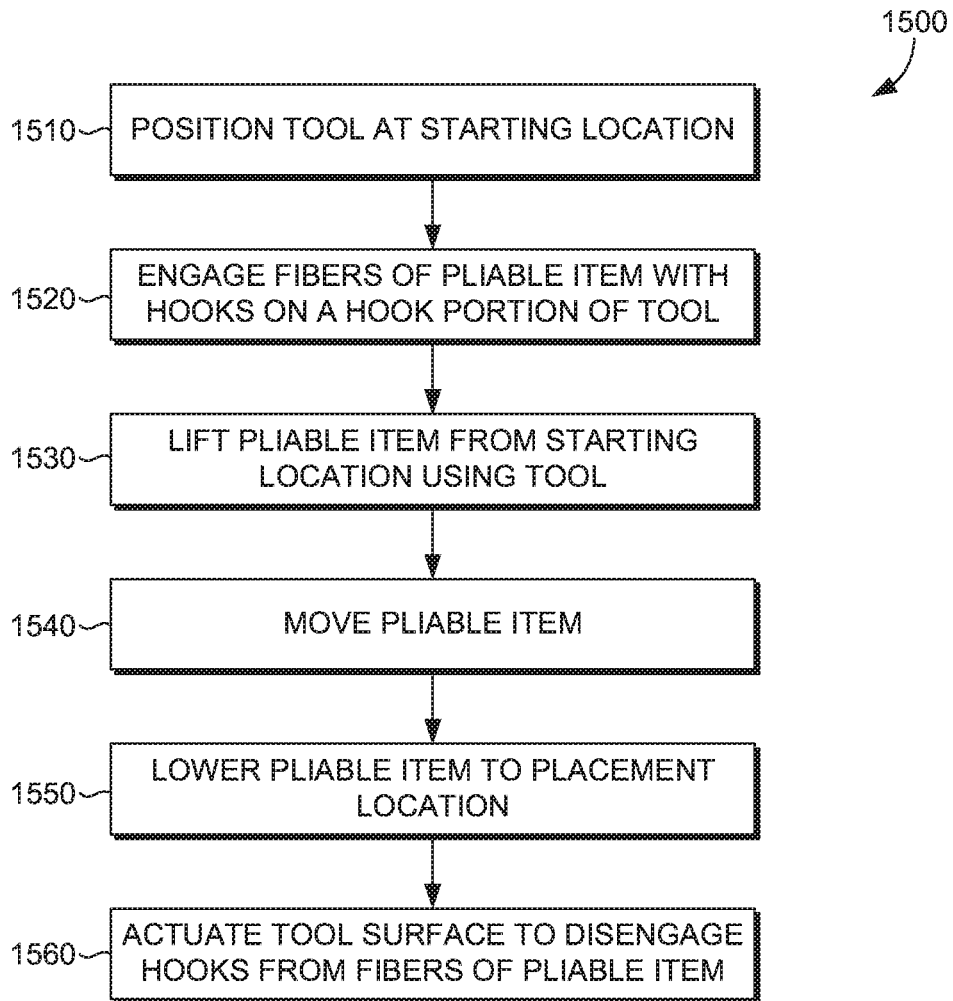 1500
1510
POSITION TOOL AT STARTING LOCATION
1520
ENGAGE FIBERS OF PLIABLE ITEM WITH
HOOKS ON A HOOK PORTION OF TOOL
1530
LIFT PLIABLE ITEM FROM STARTING
LOCATION USING TOOL
1540
MOVE PLIABLE ITEM
1550
LOWER PLIABLE ITEM TO PLACEMENT
LOCATION
1560
ACTUATE TOOL SURFACE TO DISENGAGE
HOOKS FROM FIBERS OF PLIABLE ITEM